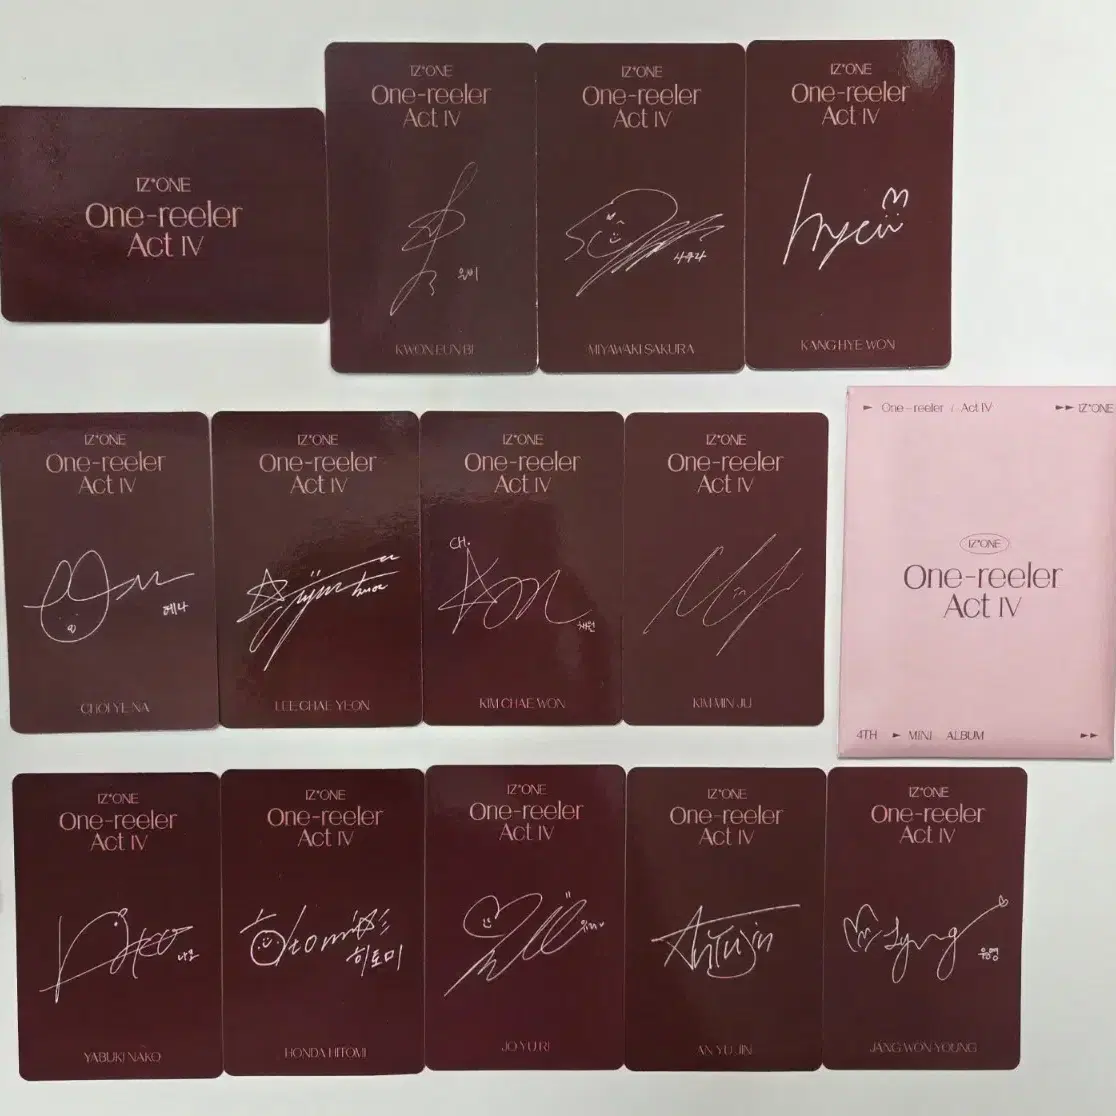 IZ*ONE
One-reeler
Act IV
IZ*ONE
One-reeler
Act IV
은비
KWON EUN BI
IZ*ONE
One-reeler
Act IV
사쿠라
MIYAWAKI SAKURA
IZ*ONE
One-reeler
Act IV
hyeii
KANG HYE WON
IZ*ONE
One-reeler
Act IV
예나
CHOI YE NA
IZ*ONE
One-reeler
Act IV
LEE CHAE YEON
IZ*ONE
One-reeler
Act IV
CH.
채원
KIM CHAE WON
IZ*ONE
One-reeler
Act IV
KIM MIN JU
One-reeler / Act IV
IZ*ONE
IZ*ONE
One-reeler
Act IV
4TH MINI ALBUM
IZ*ONE
One-reeler
Act IV
나코
YABUKI NAKO
IZ*ONE
One-reeler
Act IV
히토미
HONDA HITOMI
IZ*ONE
One-reeler
Act IV
JO YU RI
IZ*ONE
One-reeler
Act IV
AnYujin
AN YU JIN
IZ*ONE
One-reeler
Act IV
원영
JANG WON YOUNG